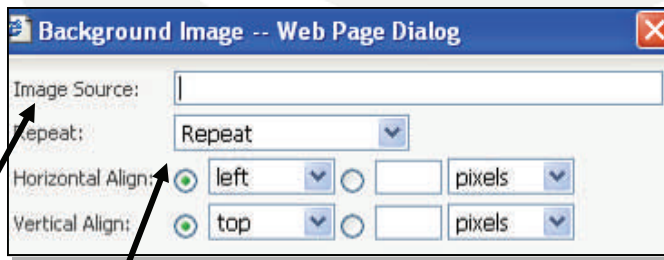 Background Image -- Web Page Dialog
Image Source:
Repeat: Repeat
Horizontal Align: left pixels
Vertical Align: top pixels